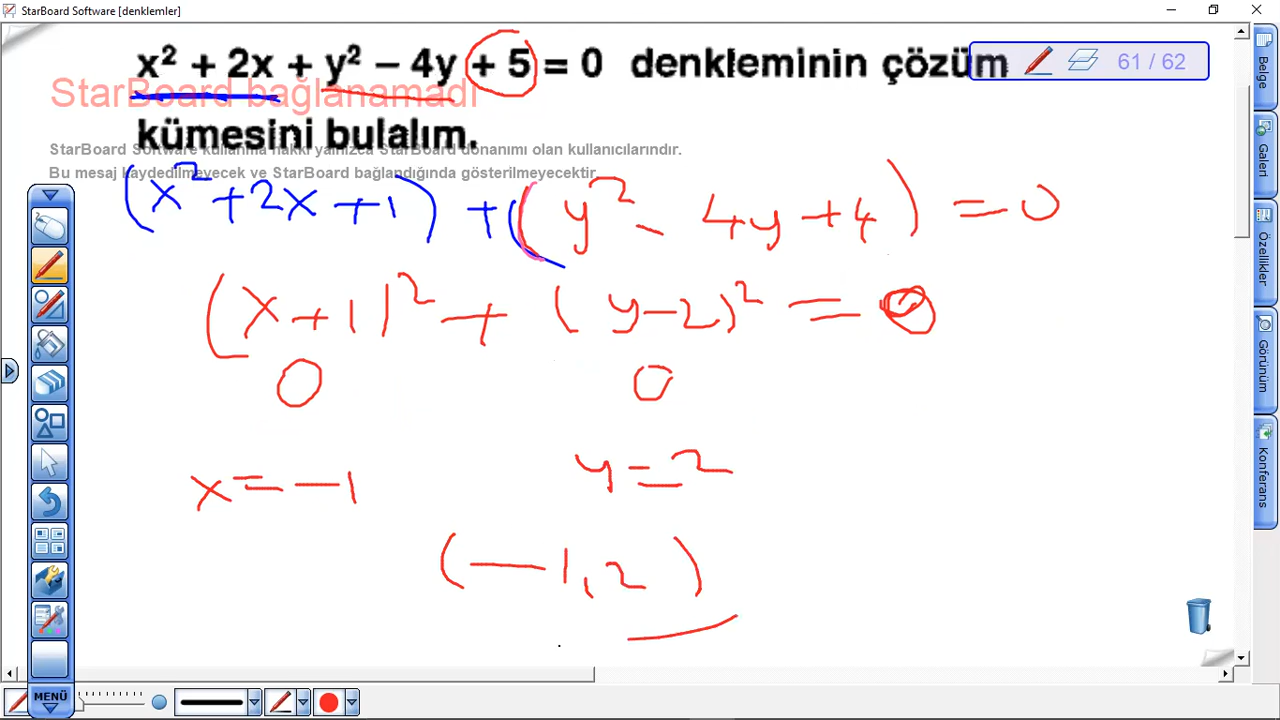 StarBoard Software [denklemler]
x² + 2x + y² − 4y + 5 = 0 denkleminin çözüm
61 / 62
StarBoard bağlanamadı
kümesini bulalım.
StarBoard Software kullanma hakkı yalnızca StarBoard donanımı olan kullanıcılarındır.
Bu mesaj kaydedilmeyecek ve StarBoard bağlandığında gösterilmeyecektir.
(x² + 2x + 1) + (y² − 4y + 4) = 0
(x + 1)² + (y − 2)² = 0
0 0
x = −1 y = 2
(−1, 2)
Belge
Galeri
Özellikler
Görünüm
Konferans
MENÜ